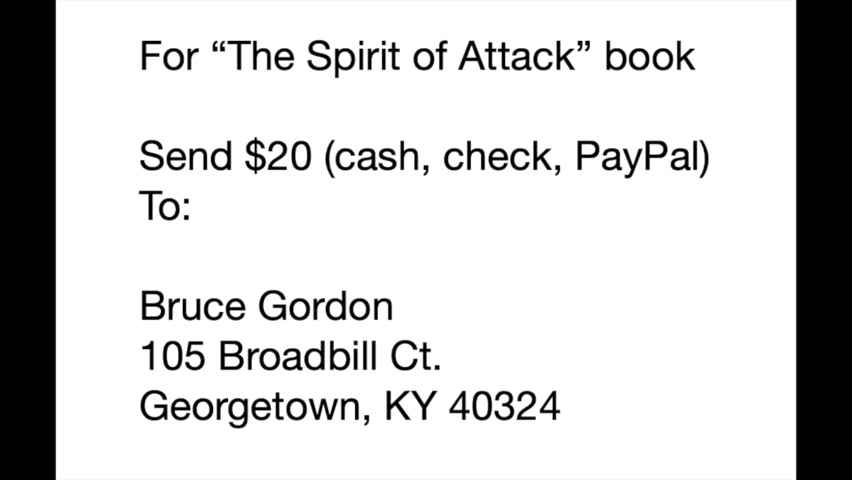 For “The Spirit of Attack” book
Send $20 (cash, check, PayPal)
To:
Bruce Gordon
105 Broadbill Ct.
Georgetown, KY 40324